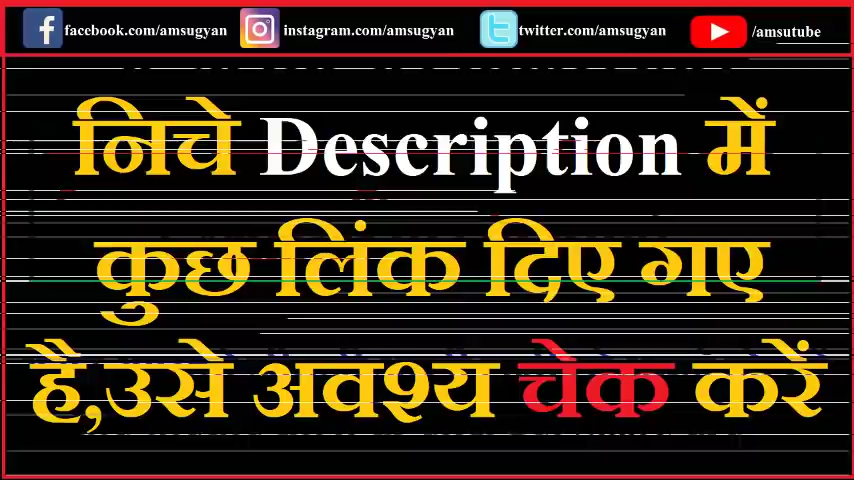 facebook.com/amsugyan instagram.com/amsugyan twitter.com/amsugyan /amsutube
निचे Description में
कुछ लिंक दिए गए
है,उसे अवश्य चेक करें